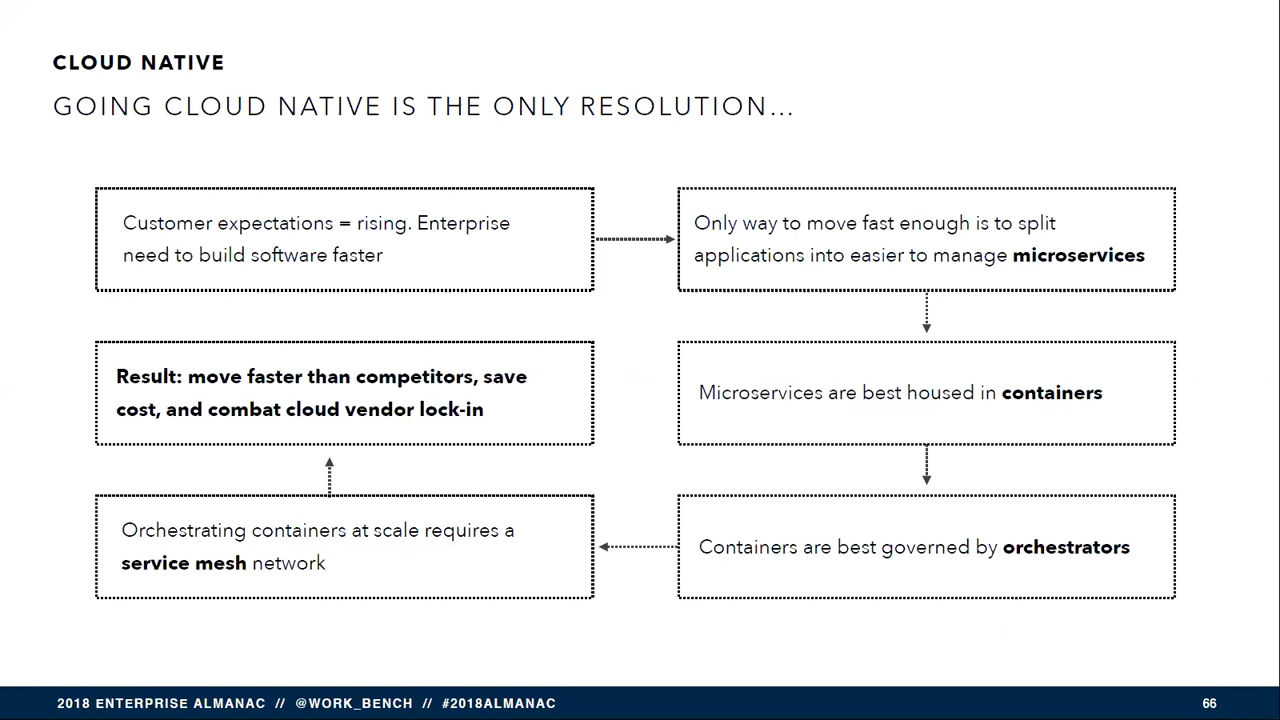 CLOUD NATIVE
GOING CLOUD NATIVE IS THE ONLY RESOLUTION...
Customer expectations = rising. Enterprise
need to build software faster
Only way to move fast enough is to split
applications into easier to manage microservices
Microservices are best housed in containers
Containers are best governed by orchestrators
Orchestrating containers at scale requires a
service mesh network
Result: move faster than competitors, save
cost, and combat cloud vendor lock-in
2018 ENTERPRISE ALMANAC // @WORK_BENCH // #2018ALMANAC
66